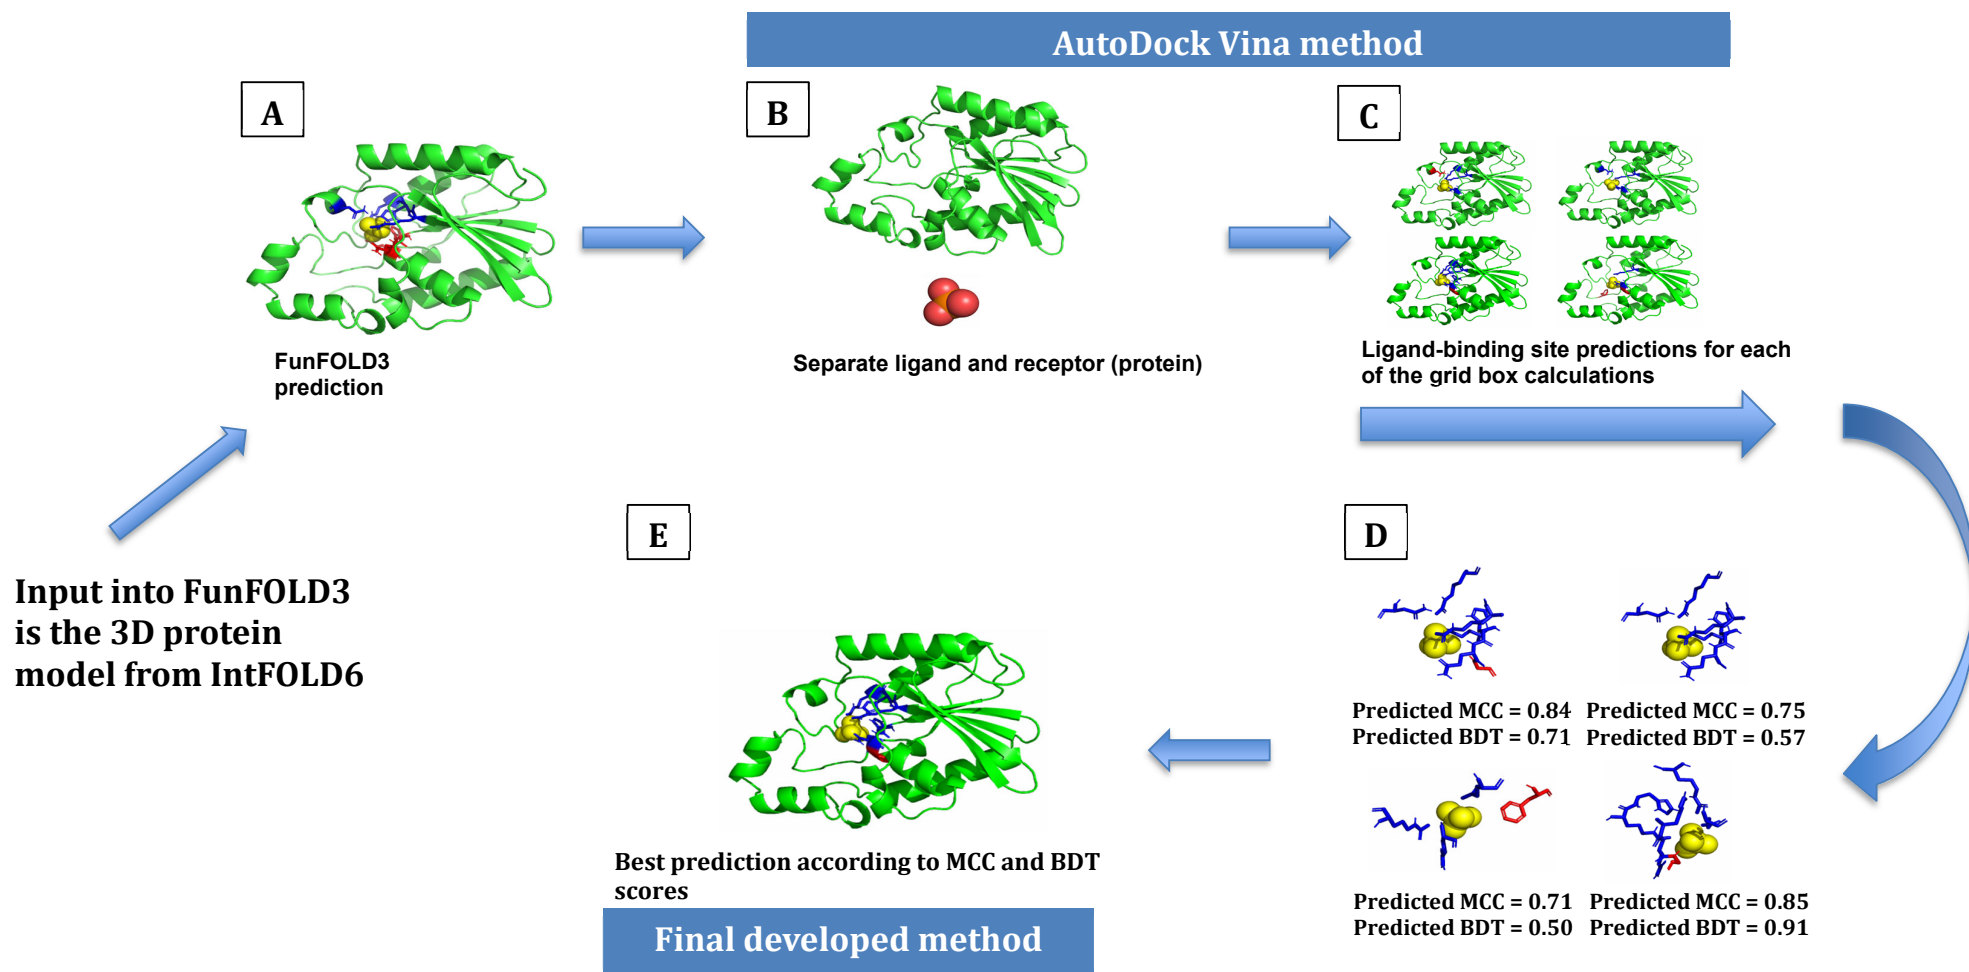 AutoDock Vina method
A
B
C
FunFOLD3
prediction
Separate ligand and receptor (protein)
Ligand-binding site predictions for each
of the grid box calculations
Input into FunFOLD3
is the 3D protein
model from IntFOLD6
D
Predicted MCC = 0.84
Predicted BDT = 0.71
Predicted MCC = 0.75
Predicted BDT = 0.57
Predicted MCC = 0.71
Predicted BDT = 0.50
Predicted MCC = 0.85
Predicted BDT = 0.91
E
Best prediction according to MCC and BDT
scores
Final developed method